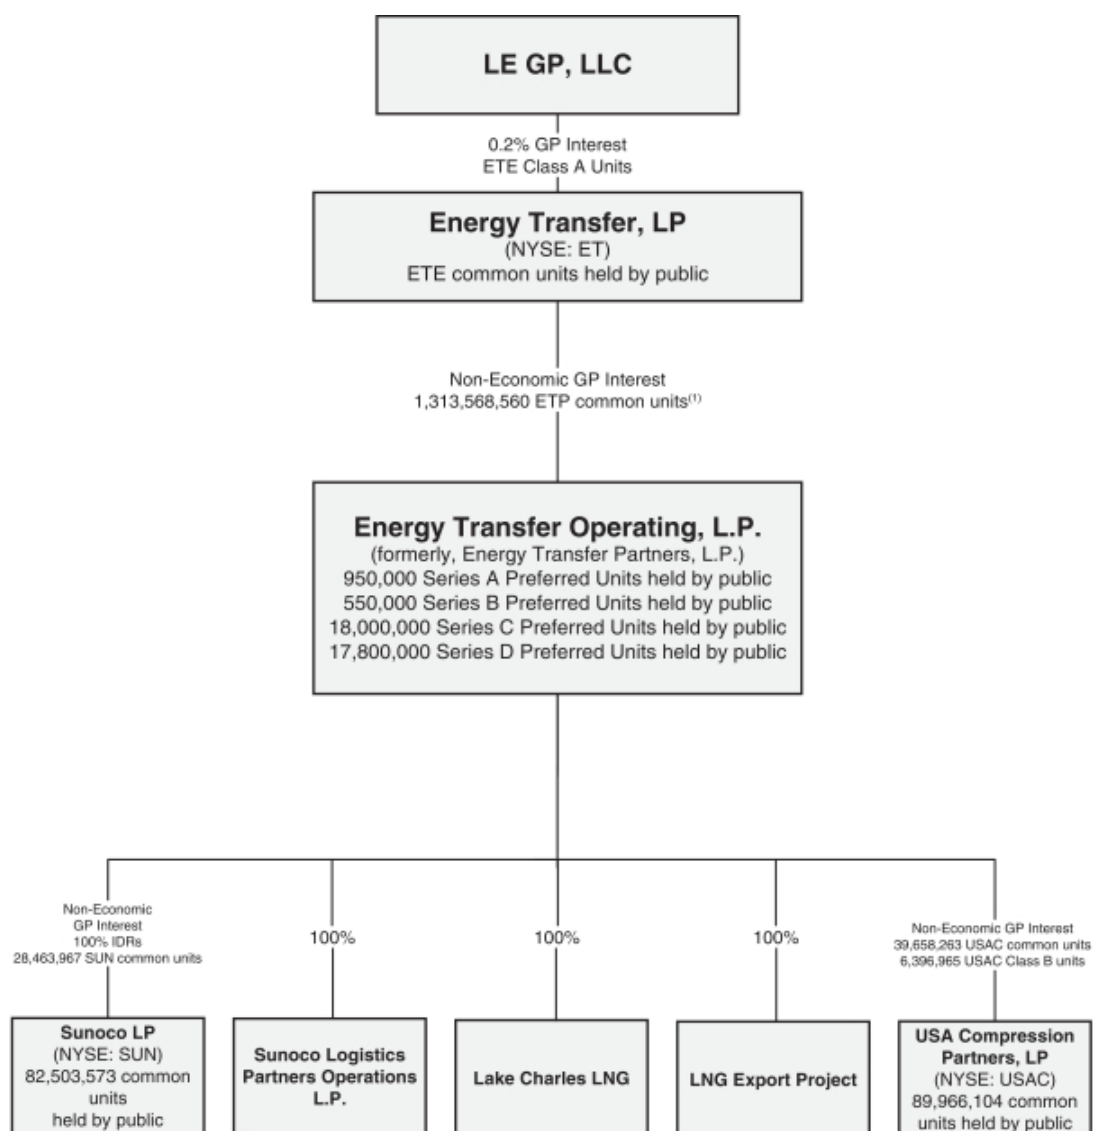 LE GP, LLC
0.2% GP Interest
ETE Class A Units
Energy Transfer, LP
(NYSE: ET)
ETE common units held by public
Non-Economic GP Interest
1,313,568,560 ETP common units(1)
Energy Transfer Operating, L.P.
(formerly, Energy Transfer Partners, L.P.)
950,000 Series A Preferred Units held by public
550,000 Series B Preferred Units held by public
18,000,000 Series C Preferred Units held by public
17,800,000 Series D Preferred Units held by public
Non-Economic
GP Interest
100% IDRs
28,463,967 SUN common units
100%
100%
100%
Non-Economic GP Interest
39,658,263 USAC common units
6,396,965 USAC Class B units
Sunoco LP
(NYSE: SUN)
82,503,573 common
units
held by public
Sunoco Logistics
Partners Operations
L.P.
Lake Charles LNG
LNG Export Project
USA Compression
Partners, LP
(NYSE: USAC)
89,966,104 common
units held by public